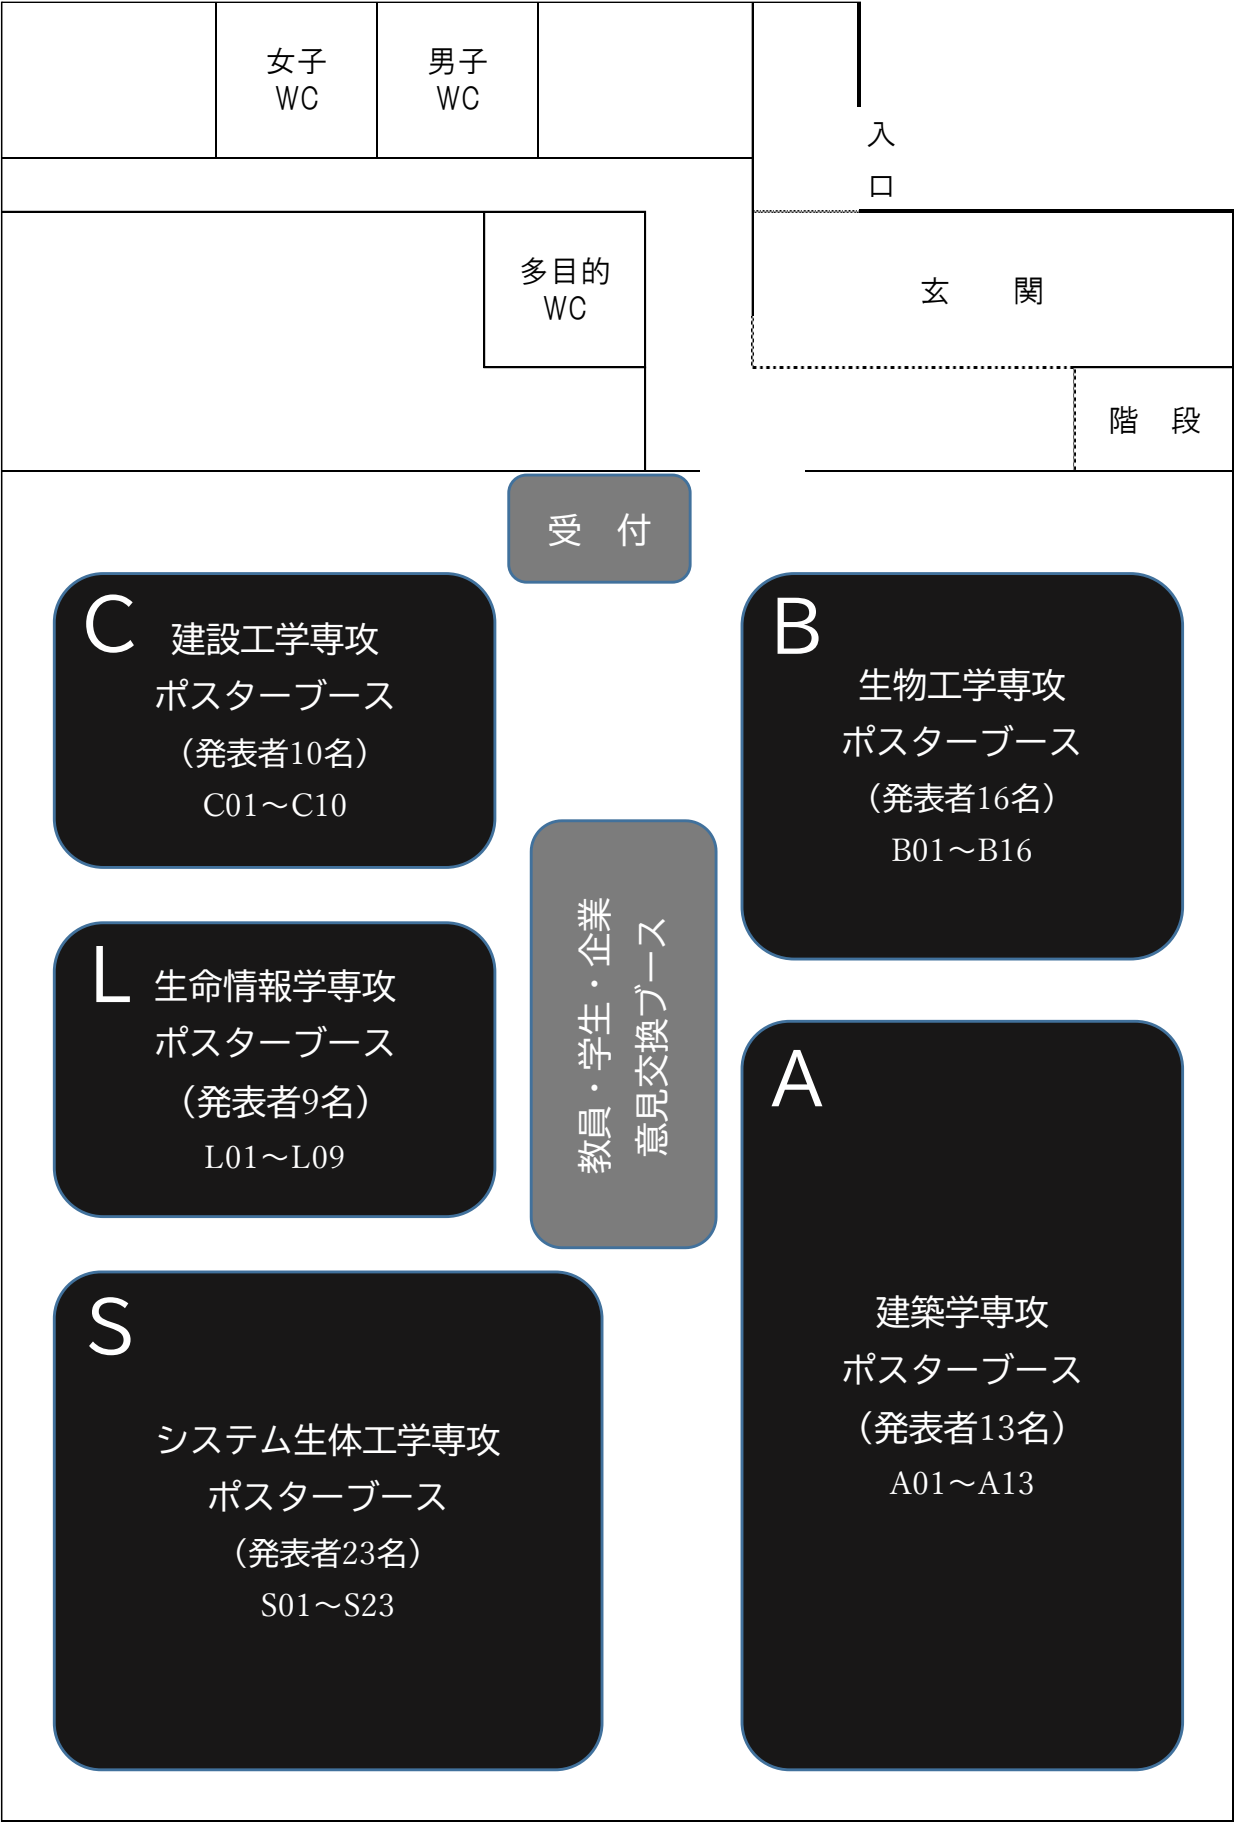 女子
WC
男子
WC
入
口
多目的
WC
玄　関
階　段
受　付
C
建設工学専攻
ポスターブース
（発表者10名）
C01～C10
B
生物工学専攻
ポスターブース
（発表者16名）
B01～B16
教員・学生・企業
意見交換ブース
L
生命情報学専攻
ポスターブース
（発表者9名）
L01～L09
A
建築学専攻
ポスターブース
（発表者13名）
A01～A13
S
システム生体工学専攻
ポスターブース
（発表者23名）
S01～S23